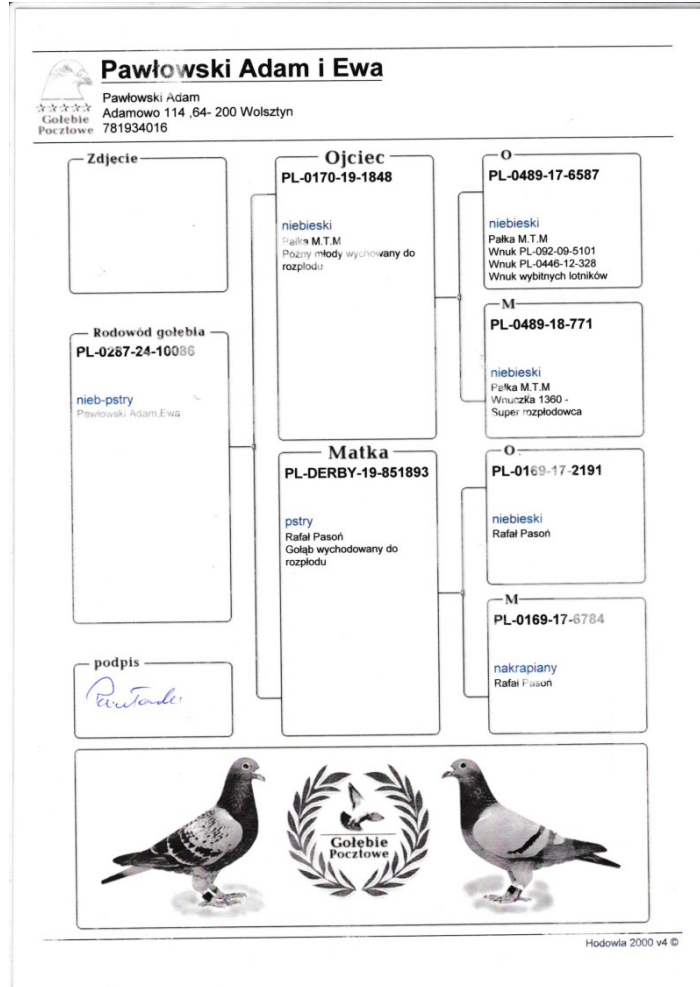 Pawłowski Adam i Ewa
Pawłowski Adam
Adamowo 114 ,64- 200 Wolsztyn
781934016
Gołebie
Pocztowe
Zdjęcie
Rodowód gołębia
PL-0287-24-10086
nieb-pstry
Pawłowski Adam,Ewa
podpis
Ojciec
PL-0170-19-1848
niebieski
Pałka M.T.M
Późny młody wychowany do
rozpłodu
Matka
PL-DERBY-19-851893
pstry
Rafał Pasoń
Gołąb wychodowany do
rozpłodu
O
PL-0489-17-6587
niebieski
Pałka M.T.M
Wnuk PL-092-09-5101
Wnuk PL-0446-12-328
Wnuk wybitnych lotników
M
PL-0489-18-771
niebieski
Pałka M.T.M
Wnuczka 1360 -
Super rozpłodowca
O
PL-0169-17-2191
niebieski
Rafał Pasoń
M
PL-0169-17-6784
nakrapiany
Rafał Pasoń
Gołębie
Pocztowe
Hodowla 2000 v4 ©